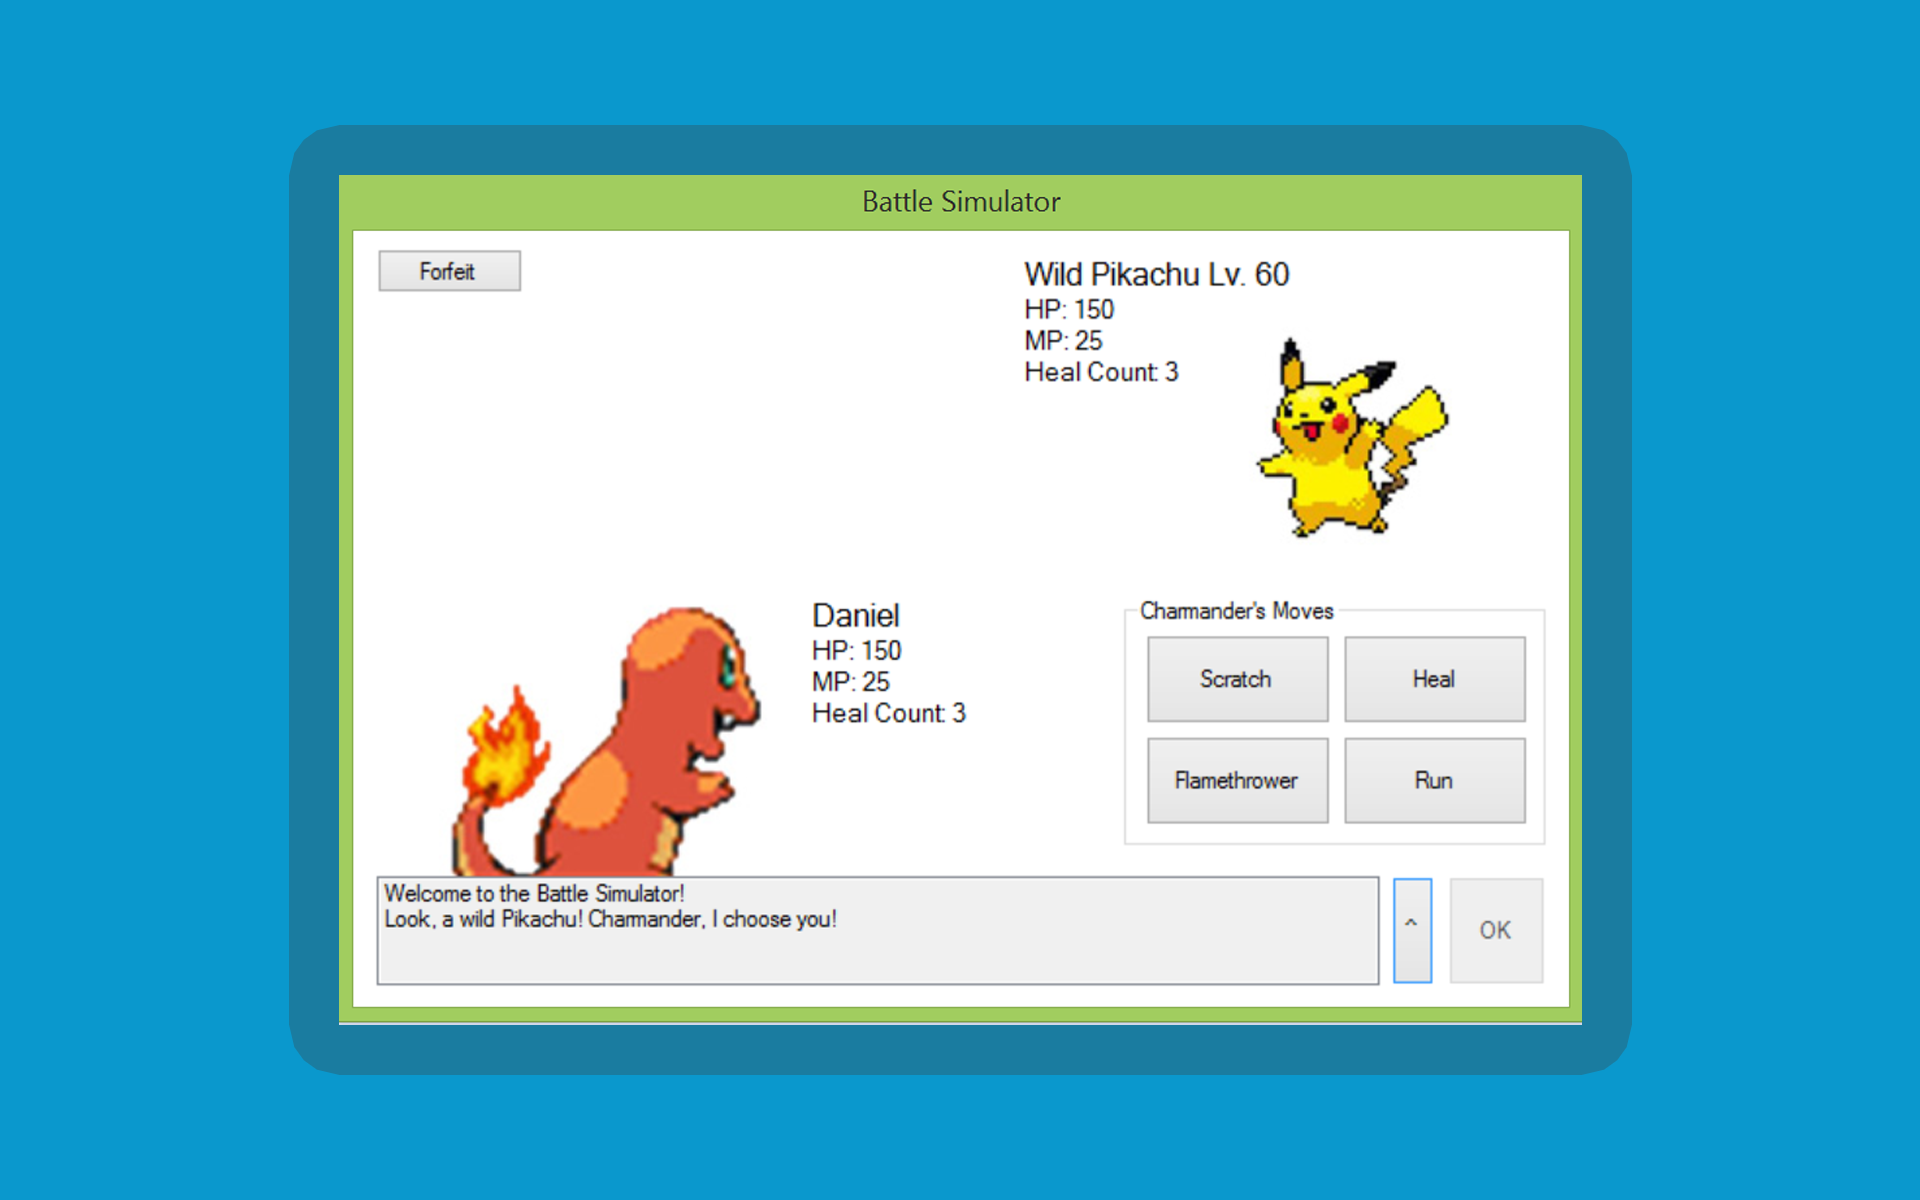 Battle Simulator
Forfeit
Wild Pikachu Lv. 60
HP: 150
MP: 25
Heal Count: 3
Daniel
HP: 150
MP: 25
Heal Count: 3
Charmander's Moves
Scratch
Heal
Flamethrower
Run
Welcome to the Battle Simulator!
Look, a wild Pikachu! Charmander, I choose you!
^
OK